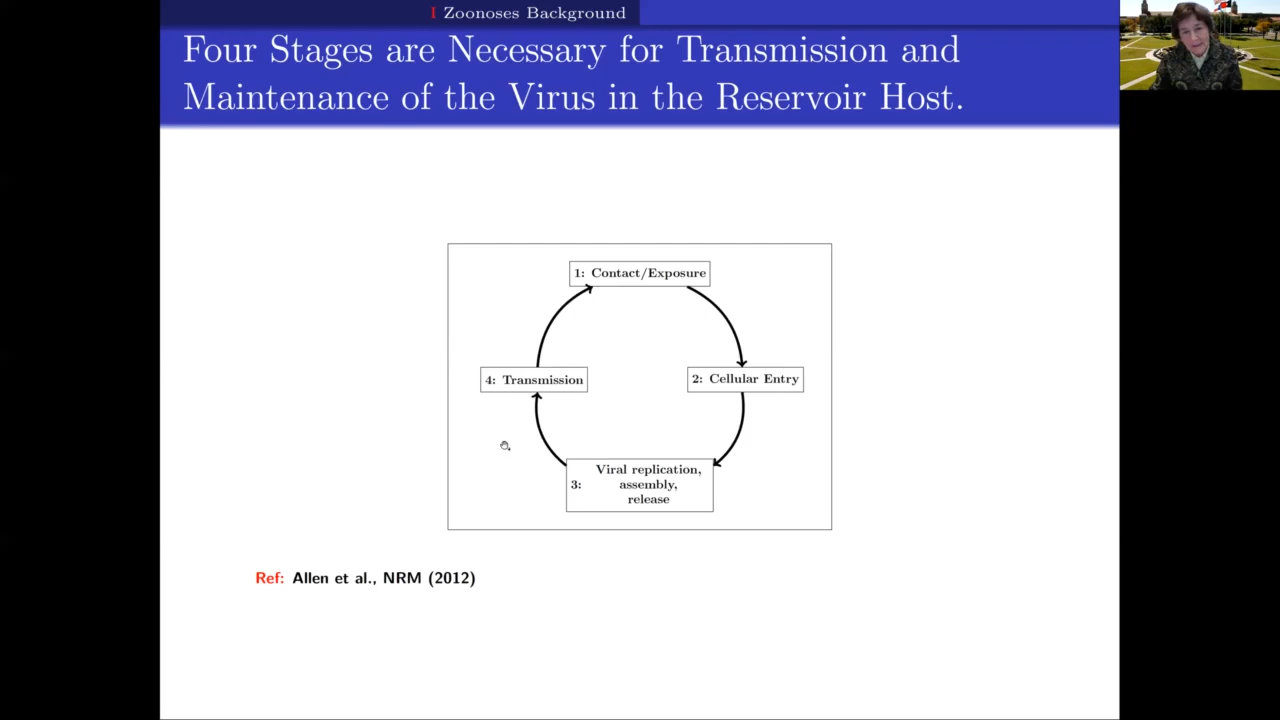 I Zoonoses Background
Four Stages are Necessary for Transmission and
Maintenance of the Virus in the Reservoir Host.
1: Contact/Exposure
2: Cellular Entry
3: Viral replication,
assembly,
release
4: Transmission
Ref: Allen et al., NRM (2012)